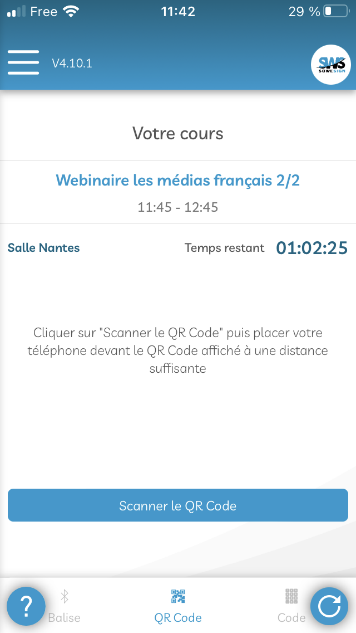 Free 11:42 29 %
V4.10.1 SWS
SOWESIGN
Votre cours
Webinaire les médias français 2/2
11:45 - 12:45
Salle Nantes Temps restant 01:02:25
Cliquer sur "Scanner le QR Code" puis placer votre
téléphone devant le QR Code affiché à une distance
suffisante
Scanner le QR Code
? Balise QR Code Code